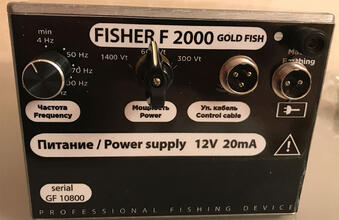 FISHER F 2000 GOLD FISH
min
4 Hz
50 Hz
70 Hz
1400 Vt
300 Vt
Частота
Frequency
Мощность
Power
Уп. кабель
Control cable
Питание / Power supply 12V 20mA
serial
GF 10800
PROFESSIONAL FISHING DEVICE